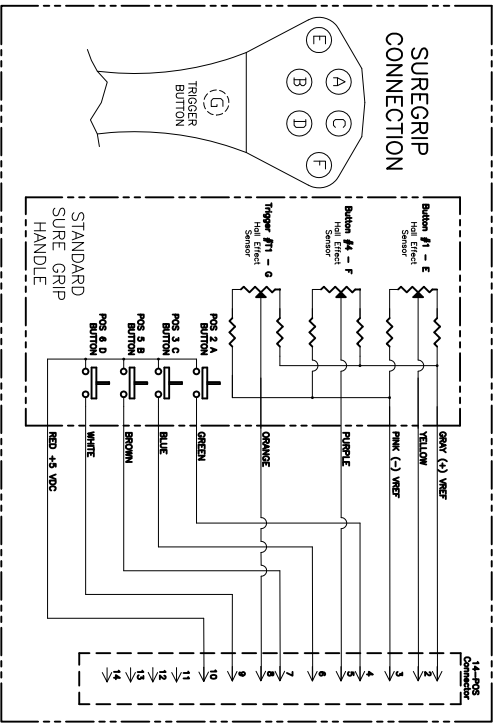 SUREGRIP
CONNECTION
E
A
B
C
D
F
G
TRIGGER
BUTTON
STANDARD
SURE GRIP
HANDLE
Button #1 - E
Hall Effect
Sensor
Button #4 - F
Hall Effect
Sensor
Trigger #T1 - G
Hall Effect
Sensor
POS 2 A
BUTTON
POS 3 C
BUTTON
POS 5 B
BUTTON
POS 6 D
BUTTON
GRAY (+) VREF
YELLOW
PINK (-) VREF
PURPLE
ORANGE
GREEN
BLUE
BROWN
WHITE
RED +5 VDC
14-POS
Connector
2
3
4
5
6
7
8
9
10
11
12
13
14